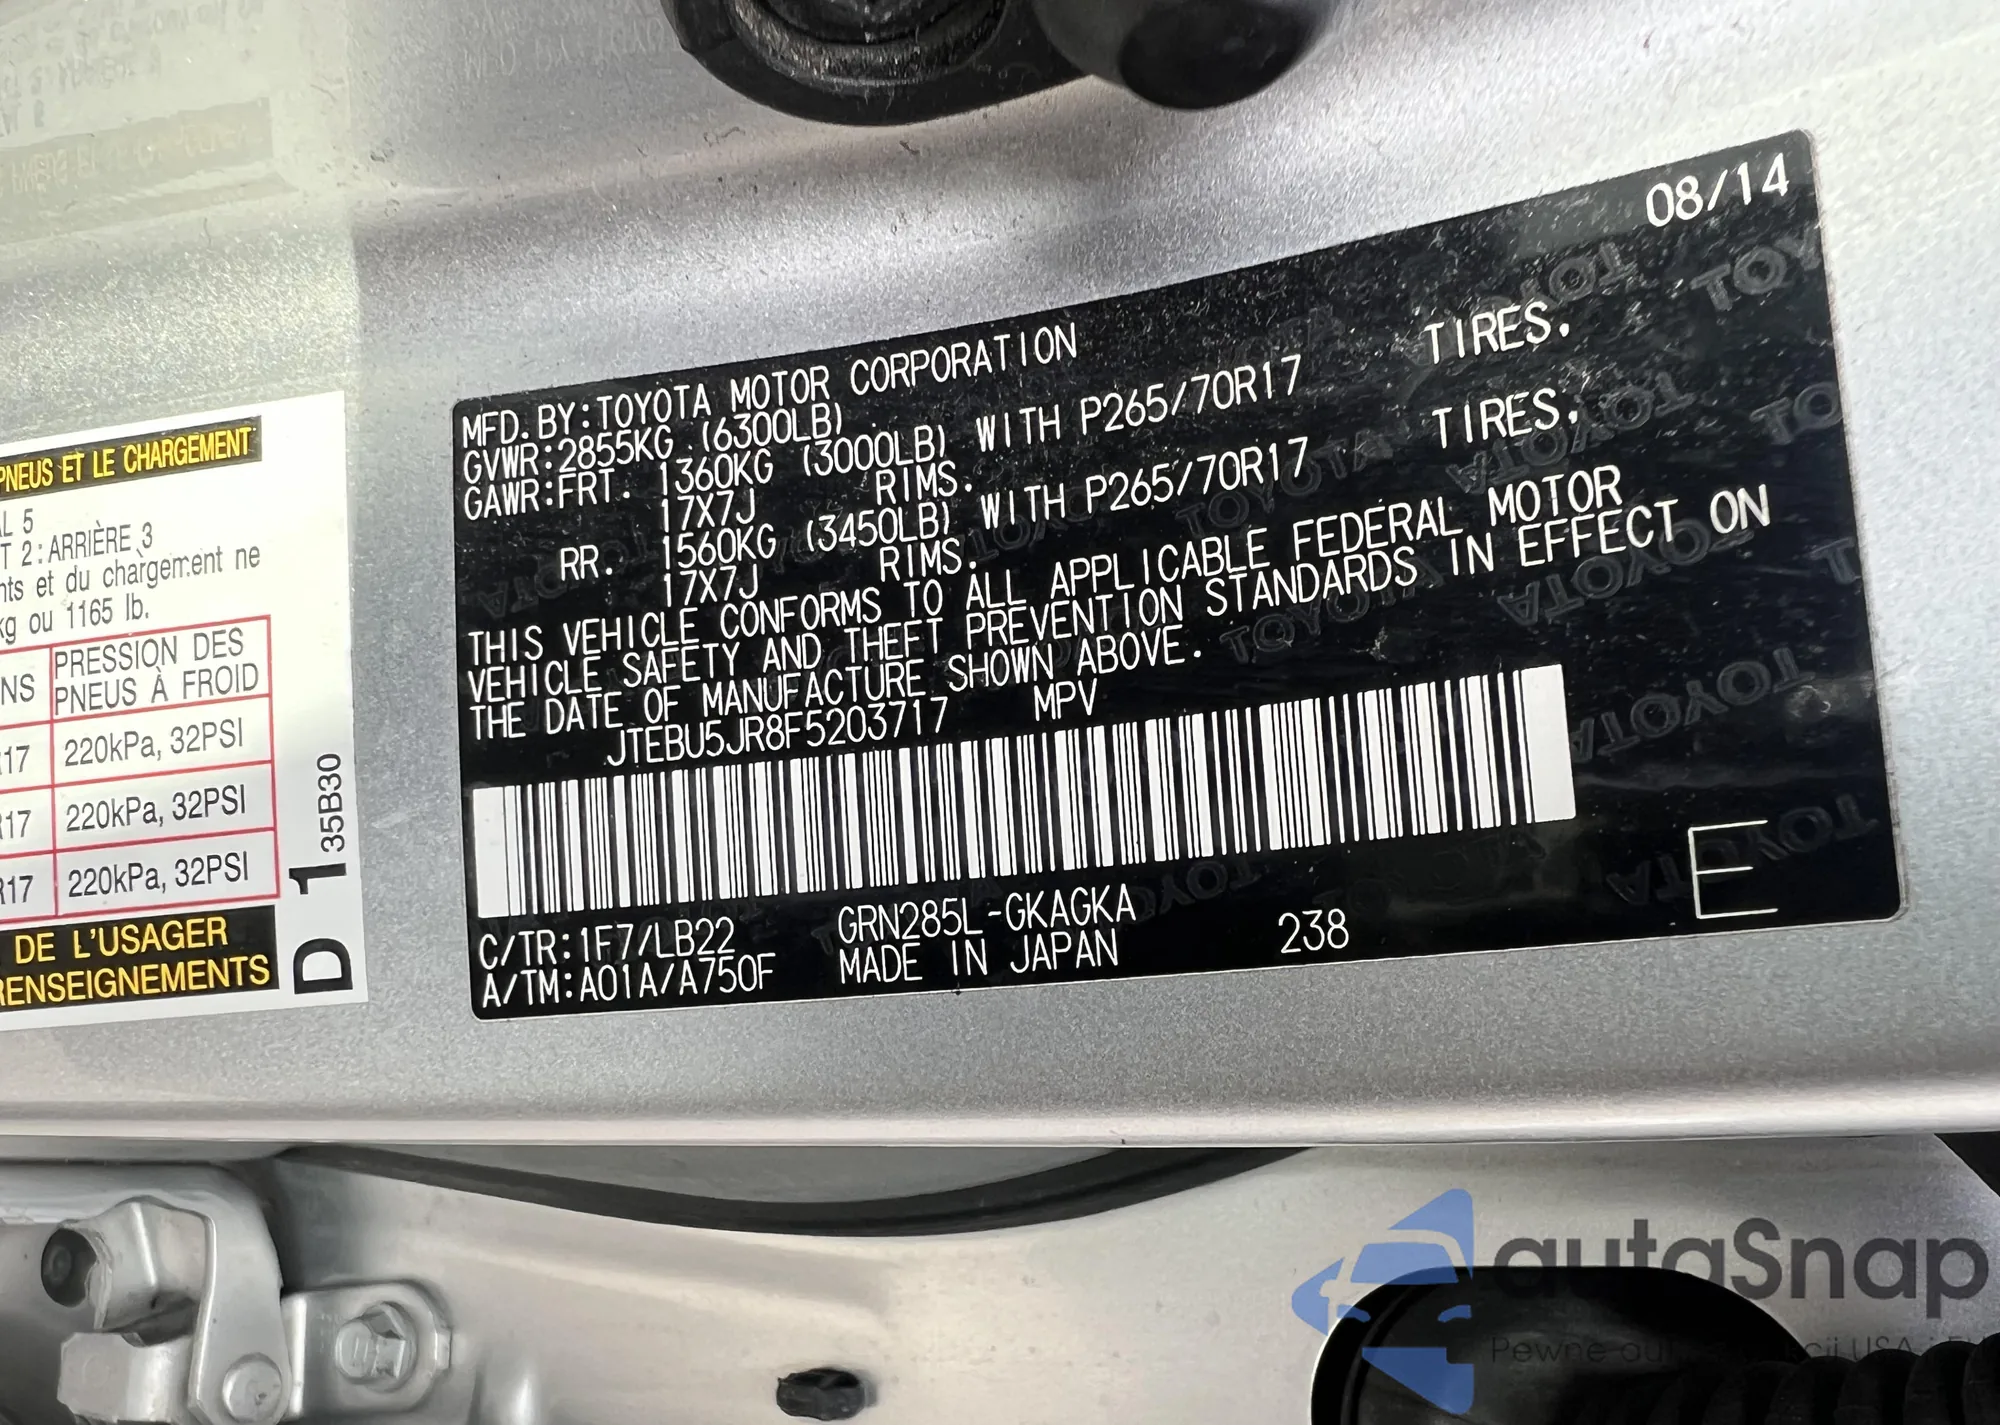 08/14
MFD. BY: TOYOTA MOTOR CORPORATION
GVWR: 2855KG (6300LB)
GAWR: FRT. 1360KG (3000LB) WITH P265/70R17 TIRES.
17X7J RIMS.
RR. 1560KG (3450LB) WITH P265/70R17 TIRES.
17X7J RIMS.
THIS VEHICLE CONFORMS TO ALL APPLICABLE FEDERAL MOTOR
VEHICLE SAFETY AND THEFT PREVENTION STANDARDS IN EFFECT ON
THE DATE OF MANUFACTURE SHOWN ABOVE.
JTEBU5JR8F5203717 MPV
C/TR: 1F7/LB22 GRN285L-GKAGKA
A/TM: A01A/A750F MADE IN JAPAN 238
E
PNEUS ET LE CHARGEMENT
5
2: ARRIÈRE 3
et du chargement ne
kg ou 1165 lb.
PRESSION DES
PNEUS À FROID
220kPa, 32PSI
220kPa, 32PSI
220kPa, 32PSI
DE L'USAGER
RENSEIGNEMENTS
D 1 35B30
autaSnap
Pewne USA